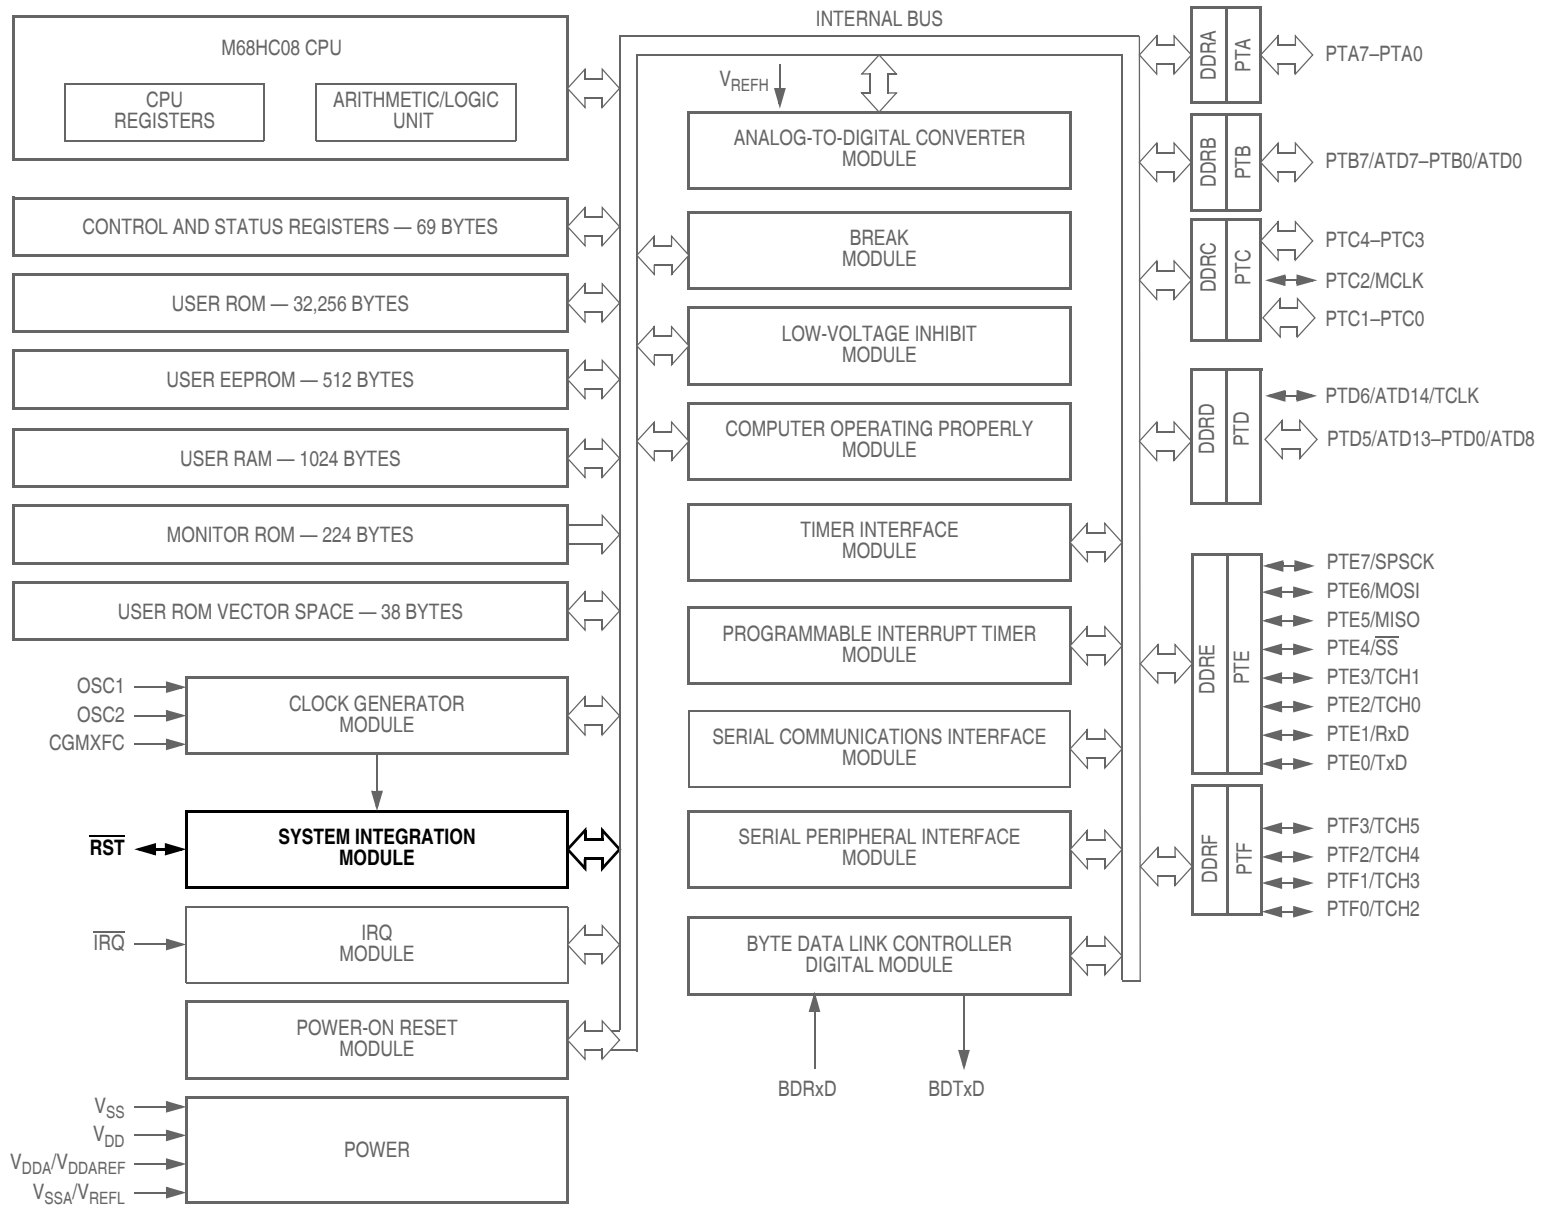 INTERNAL BUS
M68HC08 CPU
CPU
REGISTERS
ARITHMETIC/LOGIC
UNIT
CONTROL AND STATUS REGISTERS — 69 BYTES
USER ROM — 32,256 BYTES
USER EEPROM — 512 BYTES
USER RAM — 1024 BYTES
MONITOR ROM — 224 BYTES
USER ROM VECTOR SPACE — 38 BYTES
OSC1
OSC2
CGMXFC
CLOCK GENERATOR
MODULE
RST
SYSTEM INTEGRATION
MODULE
IRQ
IRQ
MODULE
POWER-ON RESET
MODULE
VSS
VDD
VDDA/VDDAREF
VSSA/VREFL
POWER
VREFH
ANALOG-TO-DIGITAL CONVERTER
MODULE
BREAK
MODULE
LOW-VOLTAGE INHIBIT
MODULE
COMPUTER OPERATING PROPERLY
MODULE
TIMER INTERFACE
MODULE
PROGRAMMABLE INTERRUPT TIMER
MODULE
SERIAL COMMUNICATIONS INTERFACE
MODULE
SERIAL PERIPHERAL INTERFACE
MODULE
BYTE DATA LINK CONTROLLER
DIGITAL MODULE
BDRxD
BDTxD
DDRA
PTA
PTA7–PTA0
DDRB
PTB
PTB7/ATD7–PTB0/ATD0
DDRC
PTC
PTC4–PTC3
PTC2/MCLK
PTC1–PTC0
DDRD
PTD
PTD6/ATD14/TCLK
PTD5/ATD13–PTD0/ATD8
DDRE
PTE
PTE7/SPSCK
PTE6/MOSI
PTE5/MISO
PTE4/SS
PTE3/TCH1
PTE2/TCH0
PTE1/RxD
PTE0/TxD
DDRF
PTF
PTF3/TCH5
PTF2/TCH4
PTF1/TCH3
PTF0/TCH2